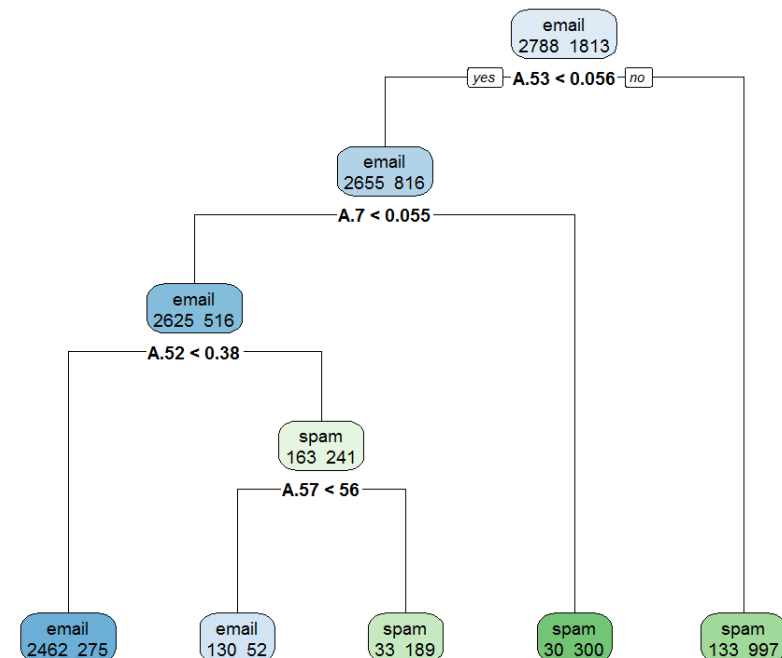 email
2788 1813
yes A.53 < 0.056 no
email
2655 816
A.7 < 0.055
email
2625 516
A.52 < 0.38
spam
163 241
A.57 < 56
email
2462 275
email
130 52
spam
33 189
spam
30 300
spam
133 997